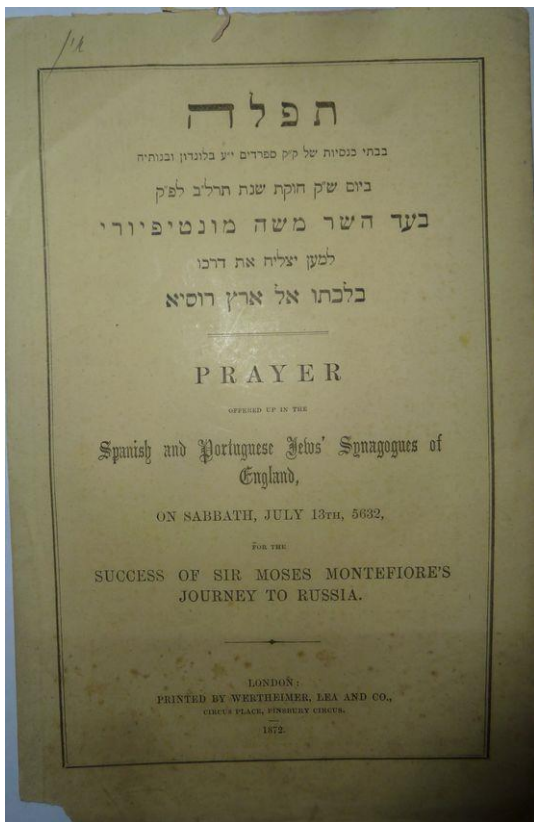 תפלה
בבתי כנסיות של ק״ק ספרדים י״ע בלונדון ובנותיה
ביום ש״ק חוקת שנת תרל״ב לפ״ק
בעד השר משה מונטיפיורי
למען יצליח את דרכו
בלכתו אל ארץ רוסיא
PRAYER
OFFERED UP IN THE
Spanish and Portuguese Jews' Synagogues of
England,
ON SABBATH, JULY 13TH, 5632,
FOR THE
SUCCESS OF SIR MOSES MONTEFIORE'S
JOURNEY TO RUSSIA.
LONDON:
PRINTED BY WERTHEIMER, LEA AND CO.,
CIRCUS PLACE, FINSBURY CIRCUS.
1872.